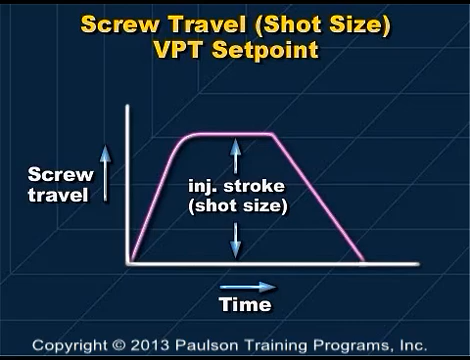 Screw Travel (Shot Size)
VPT Setpoint
Screw
travel
inj. stroke
(shot size)
Time
Copyright © 2013 Paulson Training Programs, Inc.